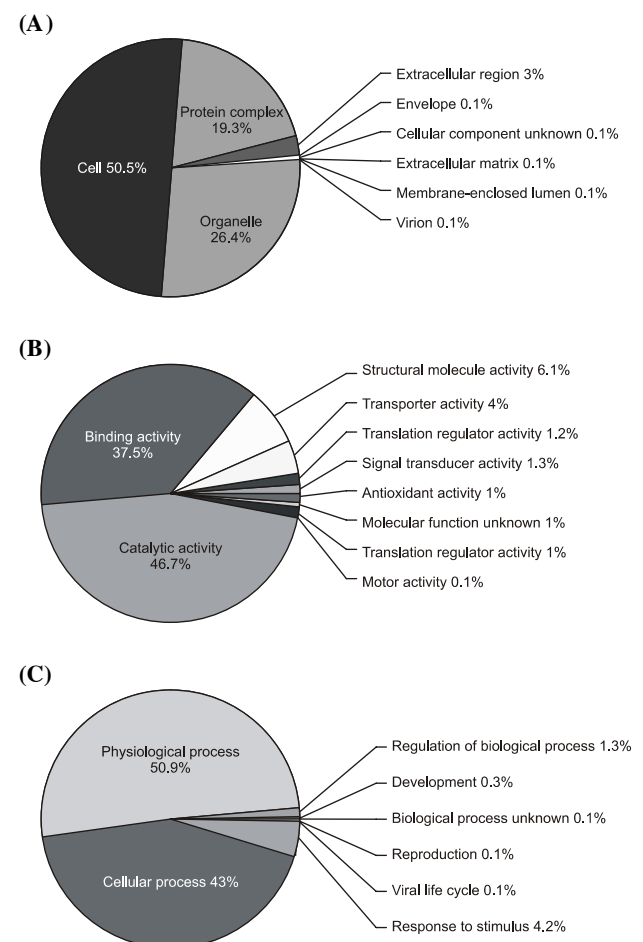 (A)
Protein complex
19.3%
Cell 50.5%
Organelle
26.4%
Extracellular region 3%
Envelope 0.1%
Cellular component unknown 0.1%
Extracellular matrix 0.1%
Membrane-enclosed lumen 0.1%
Virion 0.1%
(B)
Binding activity
37.5%
Catalytic activity
46.7%
Structural molecule activity 6.1%
Transporter activity 4%
Translation regulator activity 1.2%
Signal transducer activity 1.3%
Antioxidant activity 1%
Molecular function unknown 1%
Translation regulator activity 1%
Motor activity 0.1%
(C)
Physiological process
50.9%
Cellular process 43%
Regulation of biological process 1.3%
Development 0.3%
Biological process unknown 0.1%
Reproduction 0.1%
Viral life cycle 0.1%
Response to stimulus 4.2%